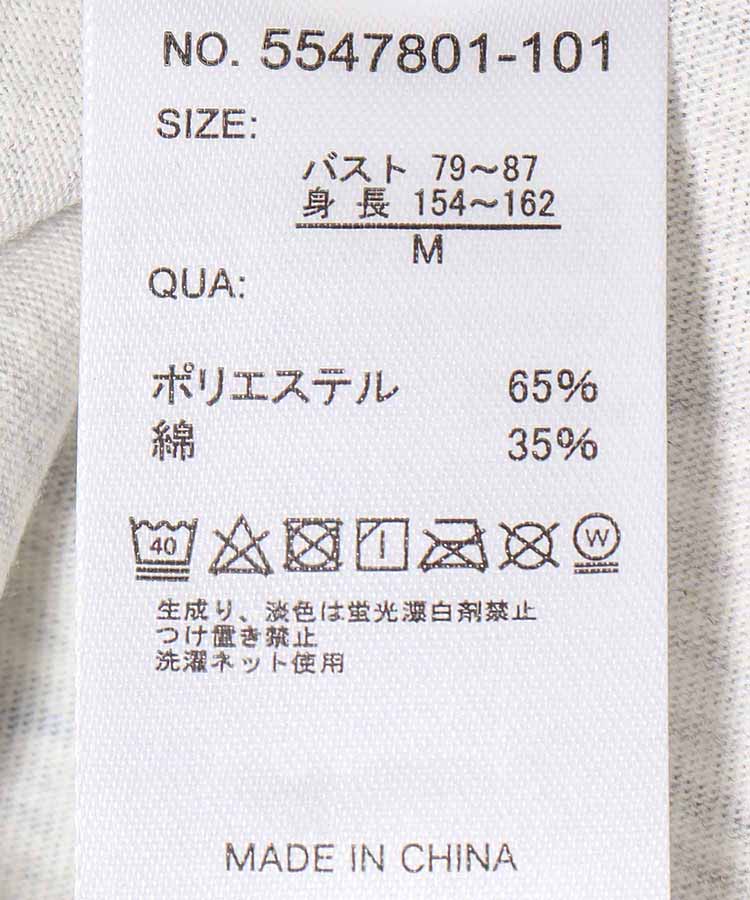 NO. 5547801-101
SIZE:
バスト 79～87
身長 154～162
M
QUA:
ポリエステル 65%
綿 35%
40 W
生成り、淡色は蛍光漂白剤禁止
つけ置き禁止
洗濯ネット使用
MADE IN CHINA